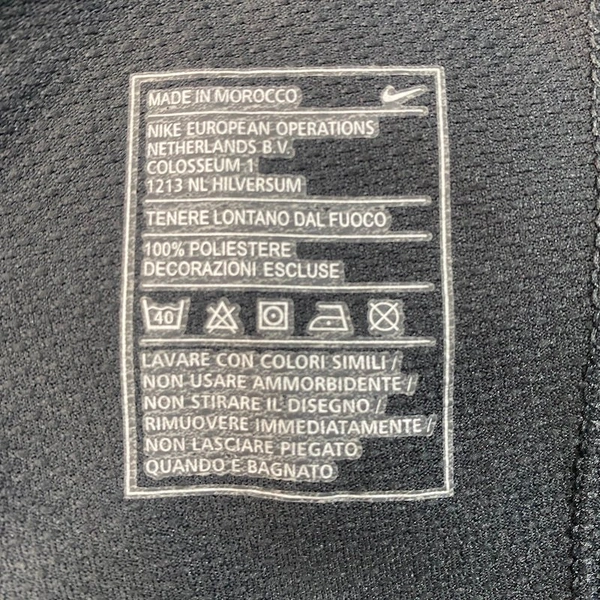 MADE IN MOROCCO
NIKE EUROPEAN OPERATIONS
NETHERLANDS B.V.
COLOSSEUM 1
1213 NL HILVERSUM
TENERE LONTANO DAL FUOCO
100% POLIESTERE
DECORAZIONI ESCLUSE
40
LAVARE CON COLORI SIMILI /
NON USARE AMMORBIDENTE /
NON STIRARE IL DISEGNO /
RIMUOVERE IMMEDIATAMENTE /
NON LASCIARE PIEGATO
QUANDO È BAGNATO